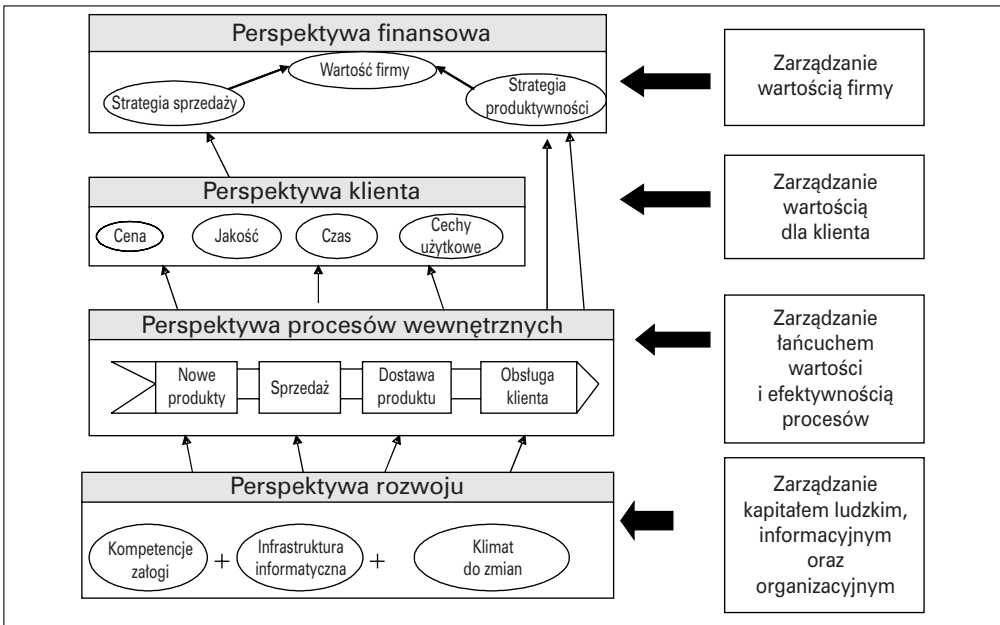 Perspektywa finansowa
Wartość firmy
Strategia sprzedaży
Strategia
produktywności
Zarządzanie
wartością firmy
Perspektywa klienta
Cena
Jakość
Czas
Cechy
użytkowe
Zarządzanie
wartością
dla klienta
Perspektywa procesów wewnętrznych
Nowe
produkty
Sprzedaż
Dostawa
produktu
Obsługa
klienta
Zarządzanie
łańcuchem
wartości
i efektywnością
procesów
Perspektywa rozwoju
Kompetencje
załogi
+
Infrastruktura
informatyczna
+
Klimat
do zmian
Zarządzanie
kapitałem ludzkim,
informacyjnym
oraz
organizacyjnym